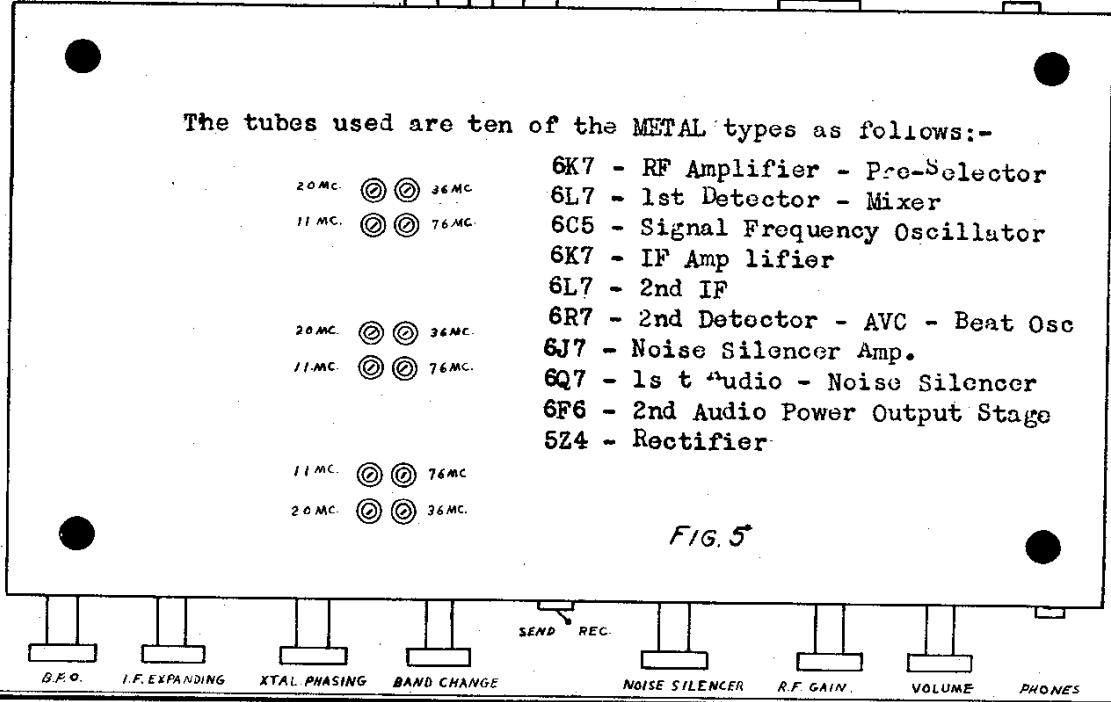 The tubes used are ten of the METAL types as follows:-
6K7 - RF Amplifier - Pre-Selector
20 MC. 36 MC.
6L7 - 1st Detector - Mixer
11 MC. 76 MC.
6C5 - Signal Frequency Oscillator
6K7 - IF Amp lifier
6L7 - 2nd IF
20 MC. 36 MC.
6R7 - 2nd Detector - AVC - Beat Osc
6J7 - Noise Silencer Amp.
11 MC. 76 MC.
6Q7 - 1s t Audio - Noise Silencer
6F6 - 2nd Audio Power Output Stage
5Z4 - Rectifier
11 MC. 76 MC
20 MC. 36 MC.
FIG. 5
SEND REC.
B.F.O. I.F. EXPANDING XTAL PHASING BAND CHANGE NOISE SILENCER R.F. GAIN. VOLUME PHONES